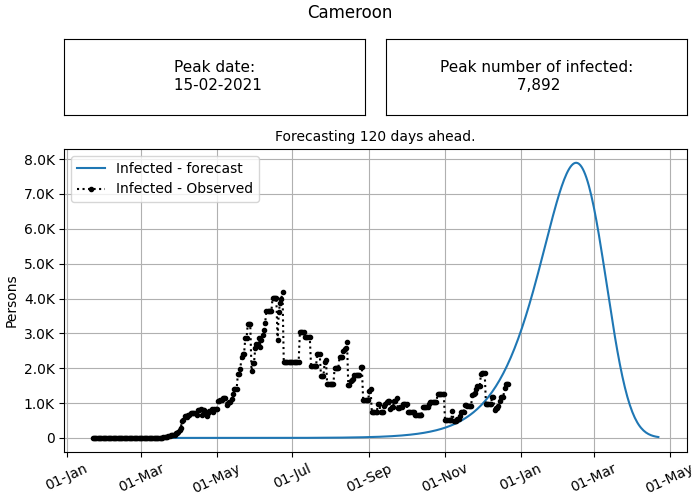 Cameroon
Peak date:
15-02-2021
Peak number of infected:
7,892
Forecasting 120 days ahead.
Infected - forecast
Infected - Observed
Persons
8.0K
7.0K
6.0K
5.0K
4.0K
3.0K
2.0K
1.0K
0
01-Jan
01-Mar
01-May
01-Jul
01-Sep
01-Nov
01-Jan
01-Mar
01-May